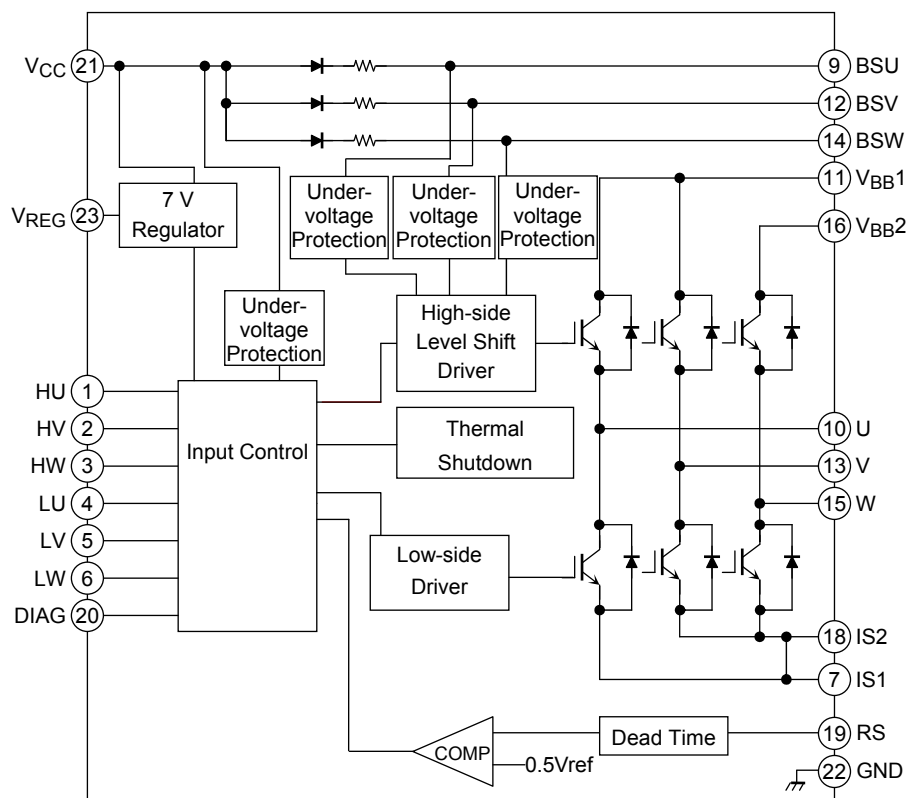 VCC 21
9 BSU
12 BSV
14 BSW
11 VBB1
16 VBB2
VREG 23
7 V
Regulator
Under-
voltage
Protection
Under-
voltage
Protection
Under-
voltage
Protection
Under-
voltage
Protection
High-side
Level Shift
Driver
HU 1
HV 2
HW 3
LU 4
LV 5
LW 6
DIAG 20
Input Control
Thermal
Shutdown
Low-side
Driver
10 U
13 V
15 W
18 IS2
7 IS1
19 RS
22 GND
Dead Time
COMP
0.5Vref